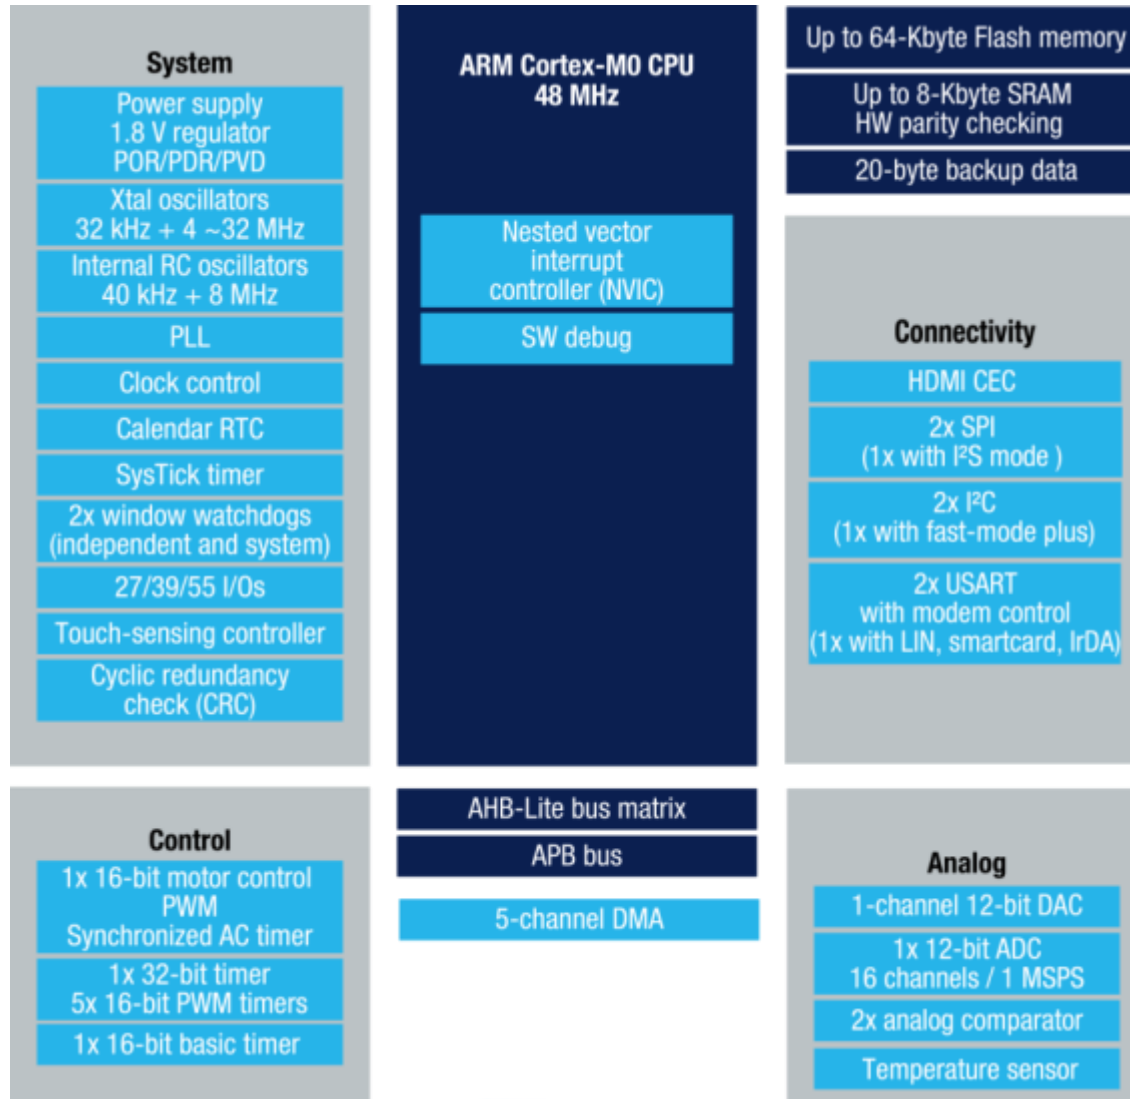 System
Power supply
1.8 V regulator
POR/PDR/PVD
Xtal oscillators
32 kHz + 4 ~32 MHz
Internal RC oscillators
40 kHz + 8 MHz
PLL
Clock control
Calendar RTC
SysTick timer
2x window watchdogs
(independent and system)
27/39/55 I/Os
Touch-sensing controller
Cyclic redundancy
check (CRC)
Control
1x 16-bit motor control
PWM
Synchronized AC timer
1x 32-bit timer
5x 16-bit PWM timers
1x 16-bit basic timer
ARM Cortex-M0 CPU
48 MHz
Nested vector
interrupt
controller (NVIC)
SW debug
AHB-Lite bus matrix
APB bus
5-channel DMA
Up to 64-Kbyte Flash memory
Up to 8-Kbyte SRAM
HW parity checking
20-byte backup data
Connectivity
HDMI CEC
2x SPI
(1x with I²S mode )
2x I²C
(1x with fast-mode plus)
2x USART
with modem control
(1x with LIN, smartcard, IrDA)
Analog
1-channel 12-bit DAC
1x 12-bit ADC
16 channels / 1 MSPS
2x analog comparator
Temperature sensor